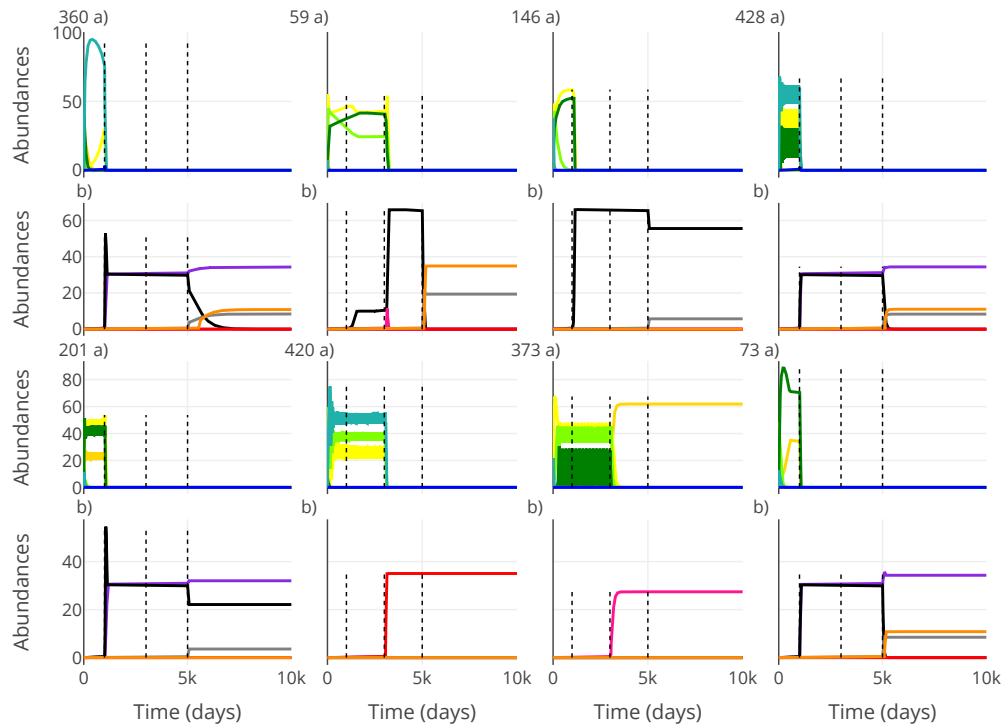 360 a) 59 a) 146 a) 428 a)
100
50
0
Abundances
b) b) b) b)
60
40
20
0
Abundances
201 a) 420 a) 373 a) 73 a)
80
60
40
20
0
Abundances
b) b) b) b)
40
20
0
Abundances
0 5k 10k 0 5k 0 5k 0 5k 10k
Time (days) Time (days) Time (days) Time (days)